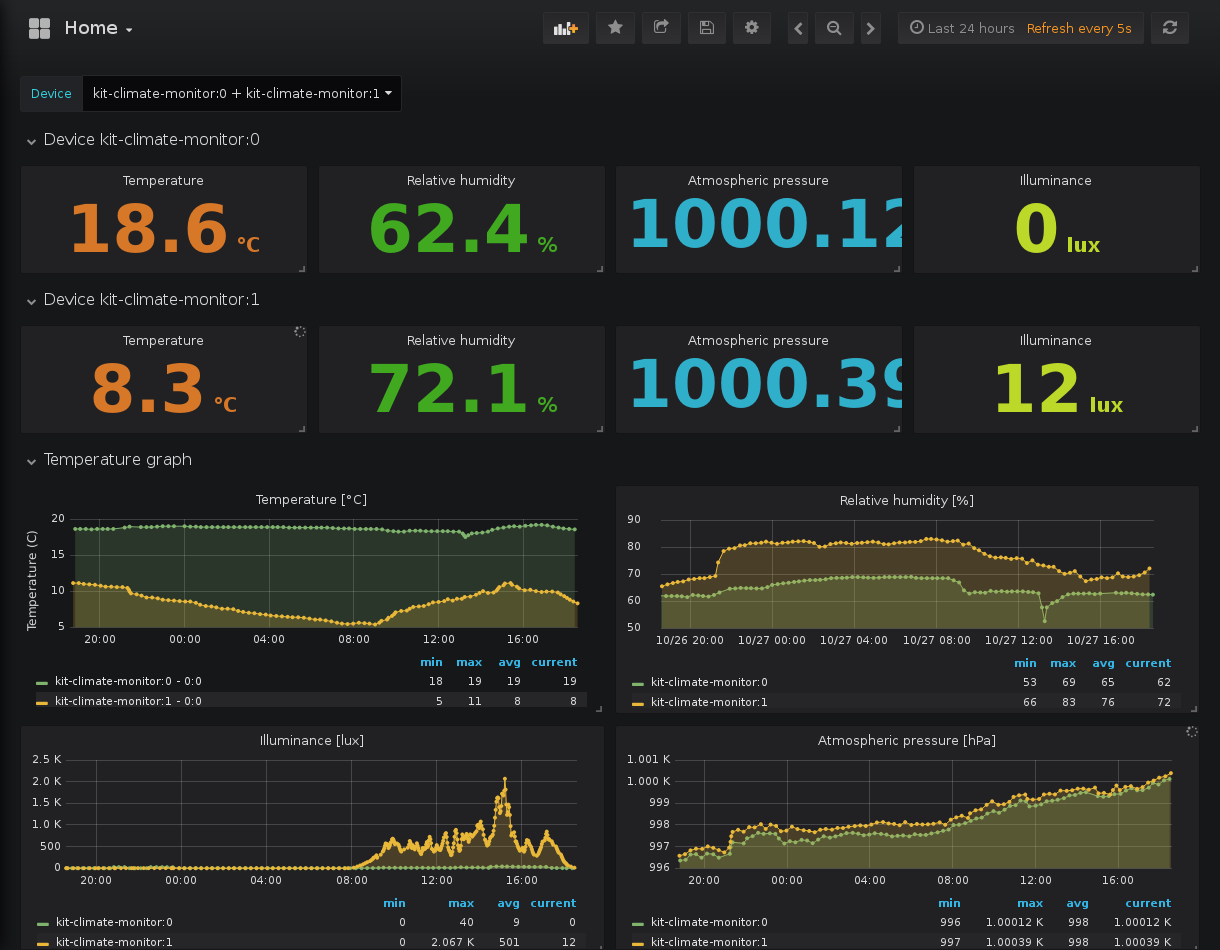 Home
Last 24 hours Refresh every 5s
Device kit-climate-monitor:0 + kit-climate-monitor:1
Device kit-climate-monitor:0
Temperature Relative humidity Atmospheric pressure Illuminance
18.6 °C 62.4 % 1000.12 0 lux
Device kit-climate-monitor:1
Temperature Relative humidity Atmospheric pressure Illuminance
8.3 °C 72.1 % 1000.39 12 lux
Temperature graph
Temperature [°C]
Temperature (C)
20
15
10
5
20:00 00:00 04:00 08:00 12:00 16:00
min max avg current
kit-climate-monitor:0 - 0:0 18 19 19 19
kit-climate-monitor:1 - 0:0 5 11 8 8
Relative humidity [%]
90
80
70
60
50
10/26 20:00 10/27 00:00 10/27 04:00 10/27 08:00 10/27 12:00 10/27 16:00
min max avg current
kit-climate-monitor:0 53 69 65 62
kit-climate-monitor:1 66 83 76 72
Illuminance [lux]
2.5 K
2.0 K
1.5 K
1.0 K
500
0
20:00 00:00 04:00 08:00 12:00 16:00
min max avg current
kit-climate-monitor:0 0 40 9 0
kit-climate-monitor:1 0 2.067 K 501 12
Atmospheric pressure [hPa]
1.001 K
1.000 K
999
998
997
996
20:00 00:00 04:00 08:00 12:00 16:00
min max avg current
kit-climate-monitor:0 996 1.00012 K 998 1.00012 K
kit-climate-monitor:1 997 1.00039 K 998 1.00039 K